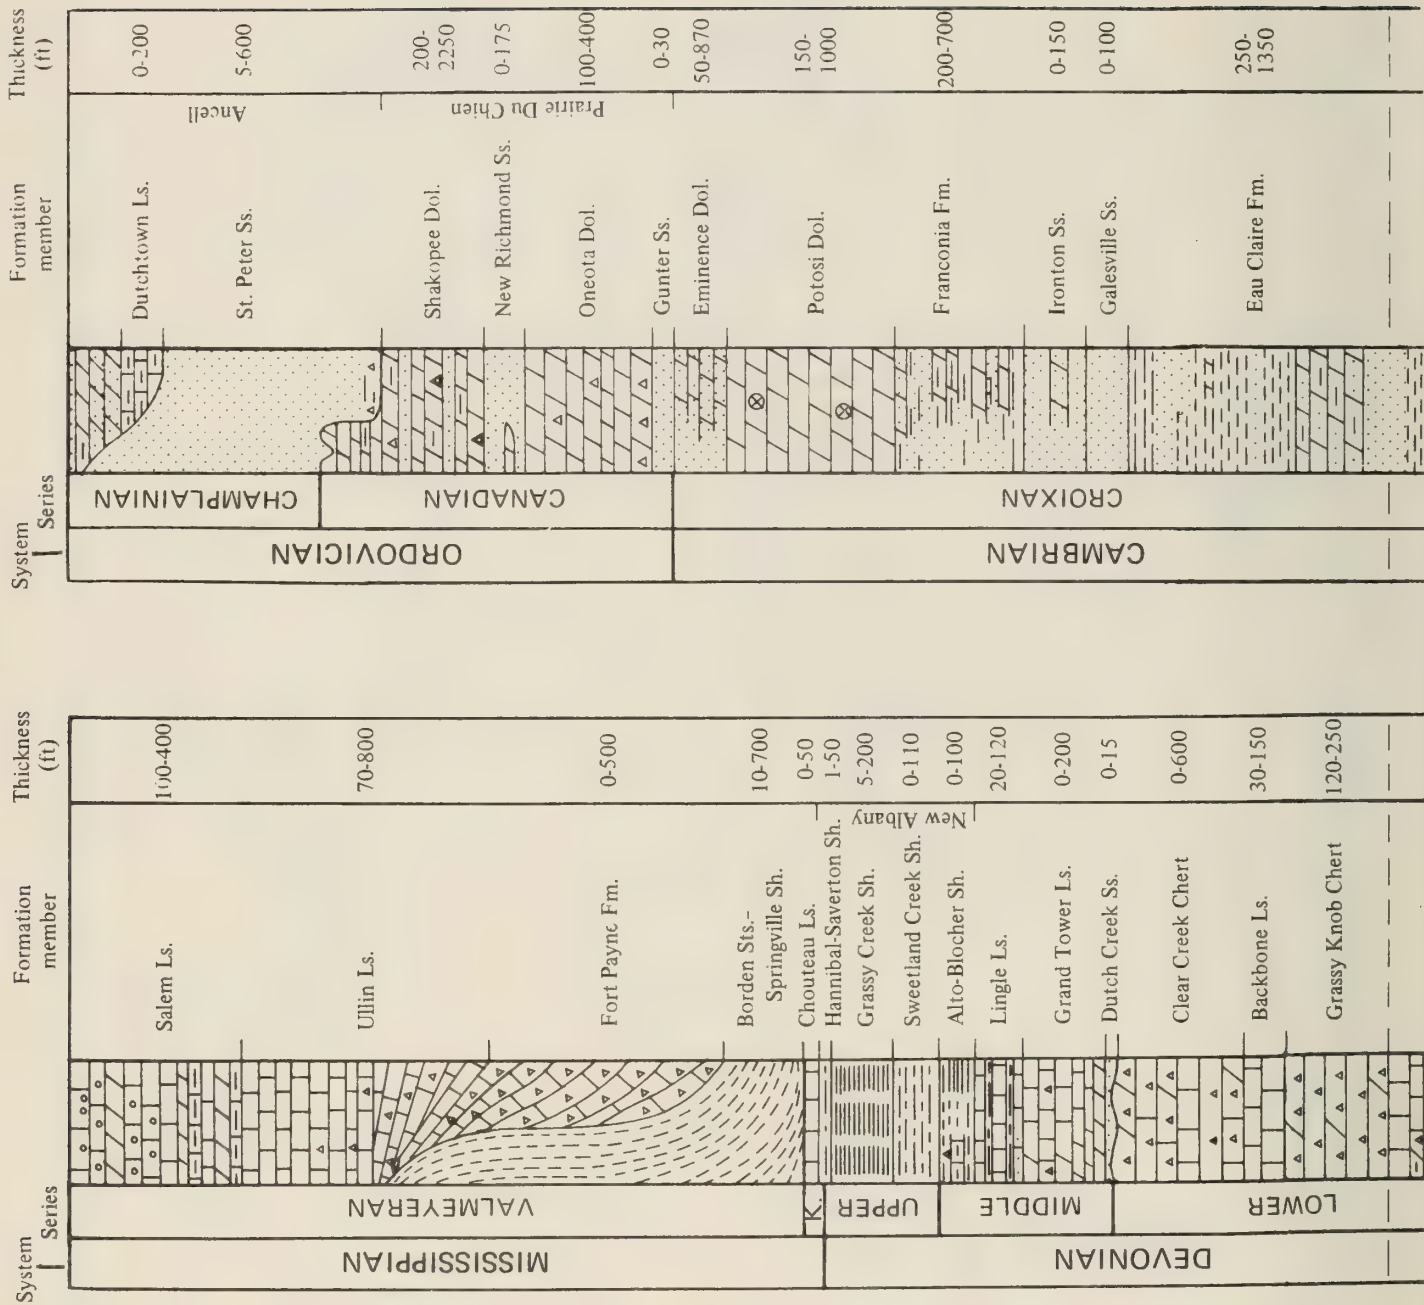 System
Series
Formation
member
Thickness
(ft)
ORDOVICIAN
CHAMPLAINIAN
Ancell
Dutchtown Ls.
0-200
St. Peter Ss.
5-600
CANADIAN
Prairie Du Chien
Shakopee Dol.
200-
2250
New Richmond Ss.
0-175
Oneota Dol.
100-400
Gunter Ss.
0-30
CAMBRIAN
CROIXAN
Eminence Dol.
50-870
Potosi Dol.
150-
1000
Franconia Fm.
200-700
Ironton Ss.
0-150
Galesville Ss.
0-100
Eau Claire Fm.
250-
1350
System
Series
Formation
member
Thickness
(ft)
MISSISSIPPIAN
VALMEYERAN
Salem Ls.
100-400
Ullin Ls.
70-800
Fort Payne Fm.
0-500
Borden Sts.-
Springville Sh.
10-700
K.
Chouteau Ls.
0-50
DEVONIAN
UPPER
New Albany
Hannibal-Saverton Sh.
1-50
Grassy Creek Sh.
5-200
Sweetland Creek Sh.
0-110
MIDDLE
Alto-Blocher Sh.
0-100
Lingle Ls.
20-120
Grand Tower Ls.
0-200
Dutch Creek Ss.
0-15
LOWER
Clear Creek Chert
0-600
Backbone Ls.
30-150
Grassy Knob Chert
120-250